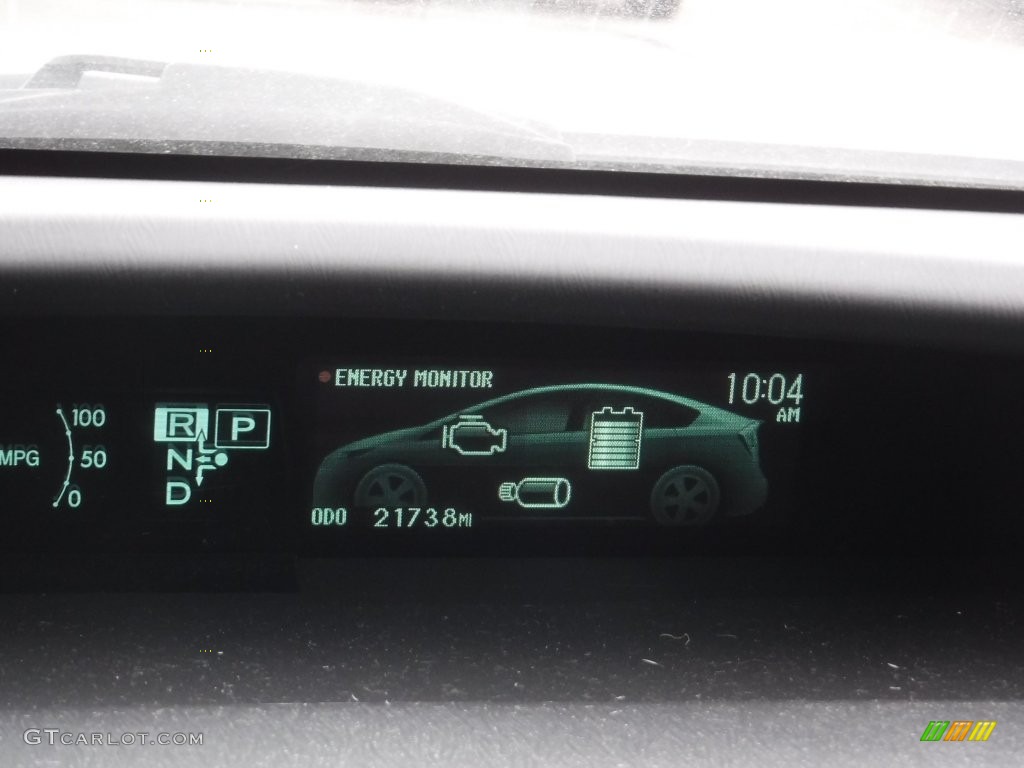 ENERGY MONITOR
10:04
AM
100
MPG 50
0
R P
N
D
ODO 21738MI
GTCARLOT.COM